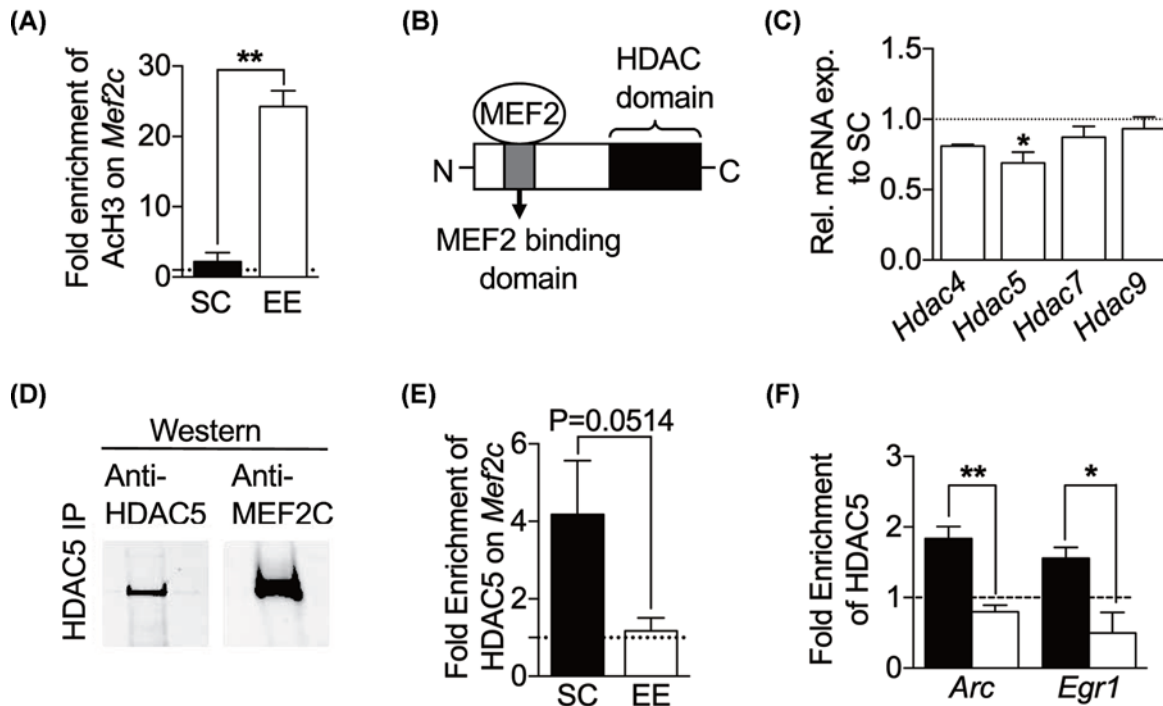 (A)
Fold enrichment of
AcH3 on Mef2c
30
20
10
0
**
SC EE
(B)
MEF2
HDAC
domain
N
C
MEF2 binding
domain
(C)
Rel. mRNA exp.
to SC
1.0
0.5
0.0
*
Hdac4
Hdac5
Hdac7
Hdac9
(D)
Western
Anti-
HDAC5
Anti-
MEF2C
HDAC5 IP
(E)
P=0.0514
Fold Enrichment of
HDAC5 on Mef2c
6
4
2
0
SC EE
(F)
Fold Enrichment
of HDAC5
3
2
1
0
**
*
Arc Egr1